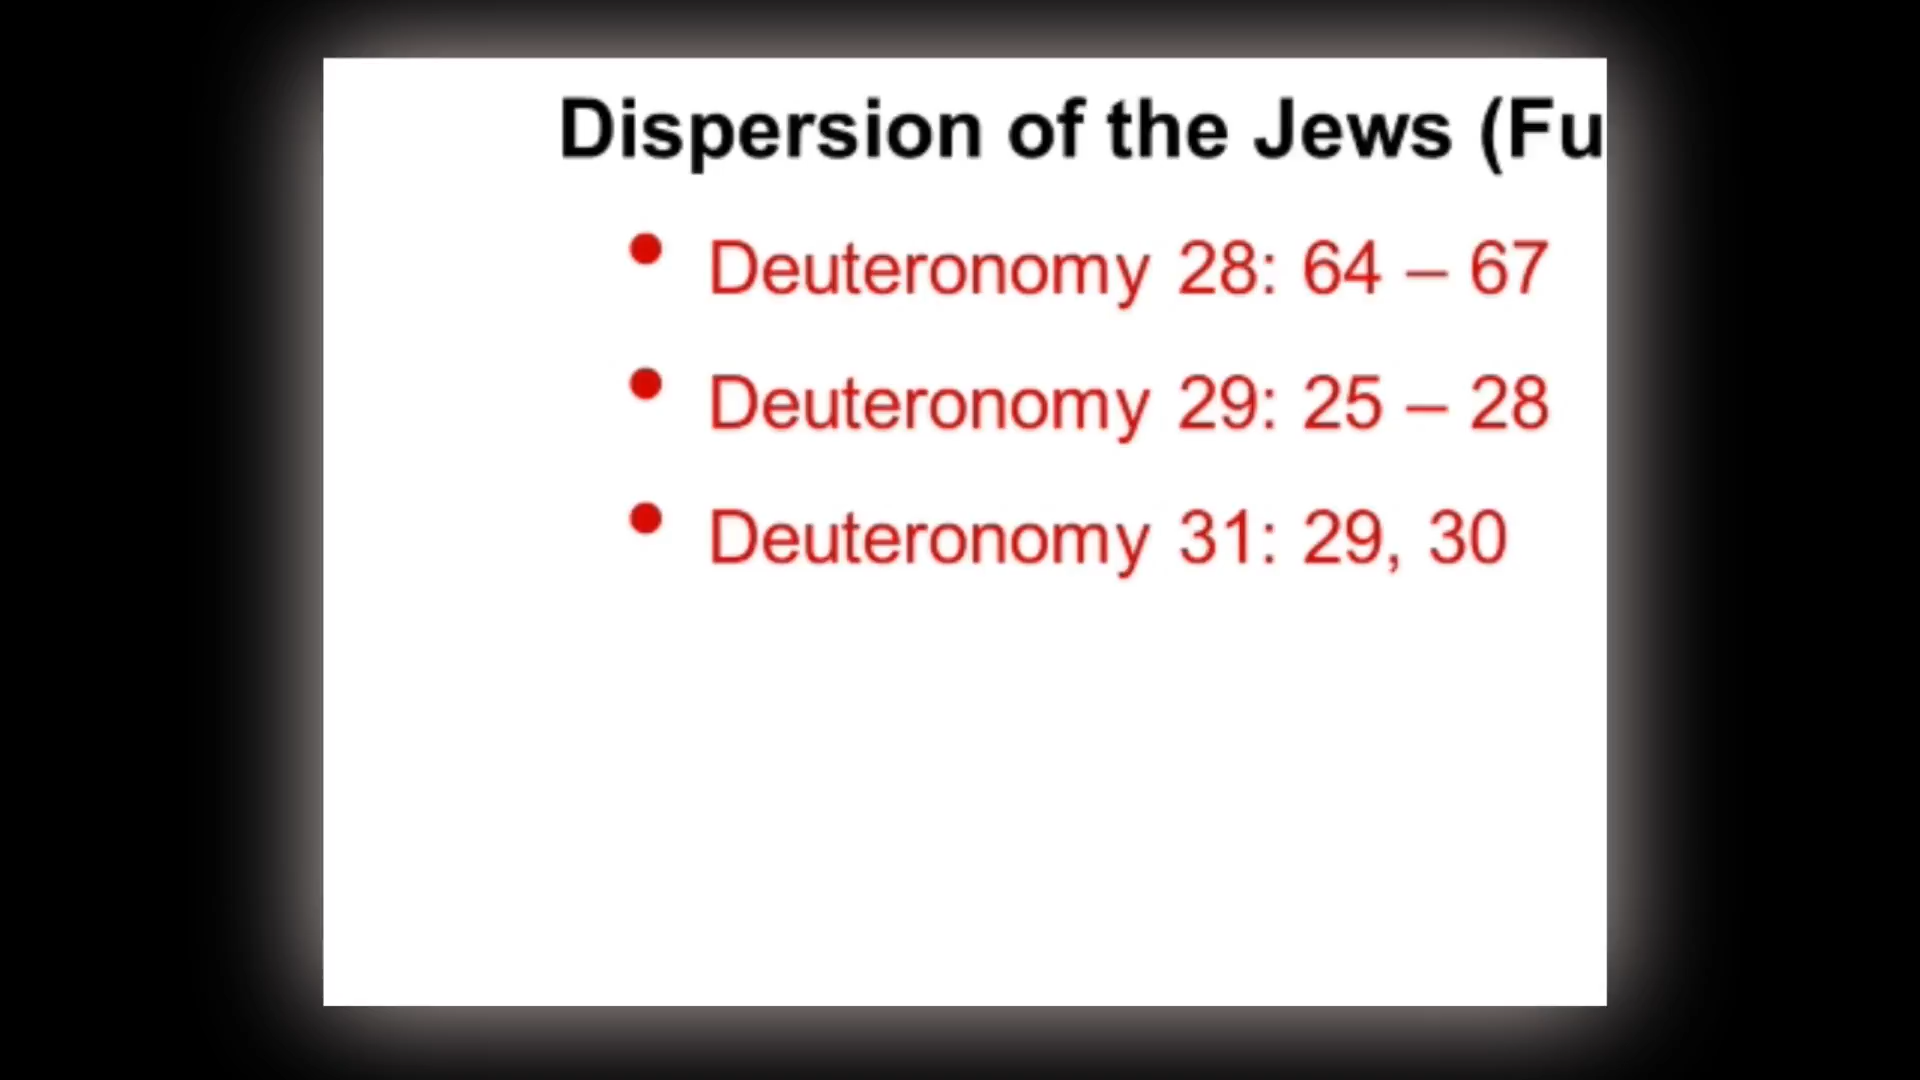 Dispersion of the Jews (Fu
• Deuteronomy 28: 64 – 67
• Deuteronomy 29: 25 – 28
• Deuteronomy 31: 29, 30